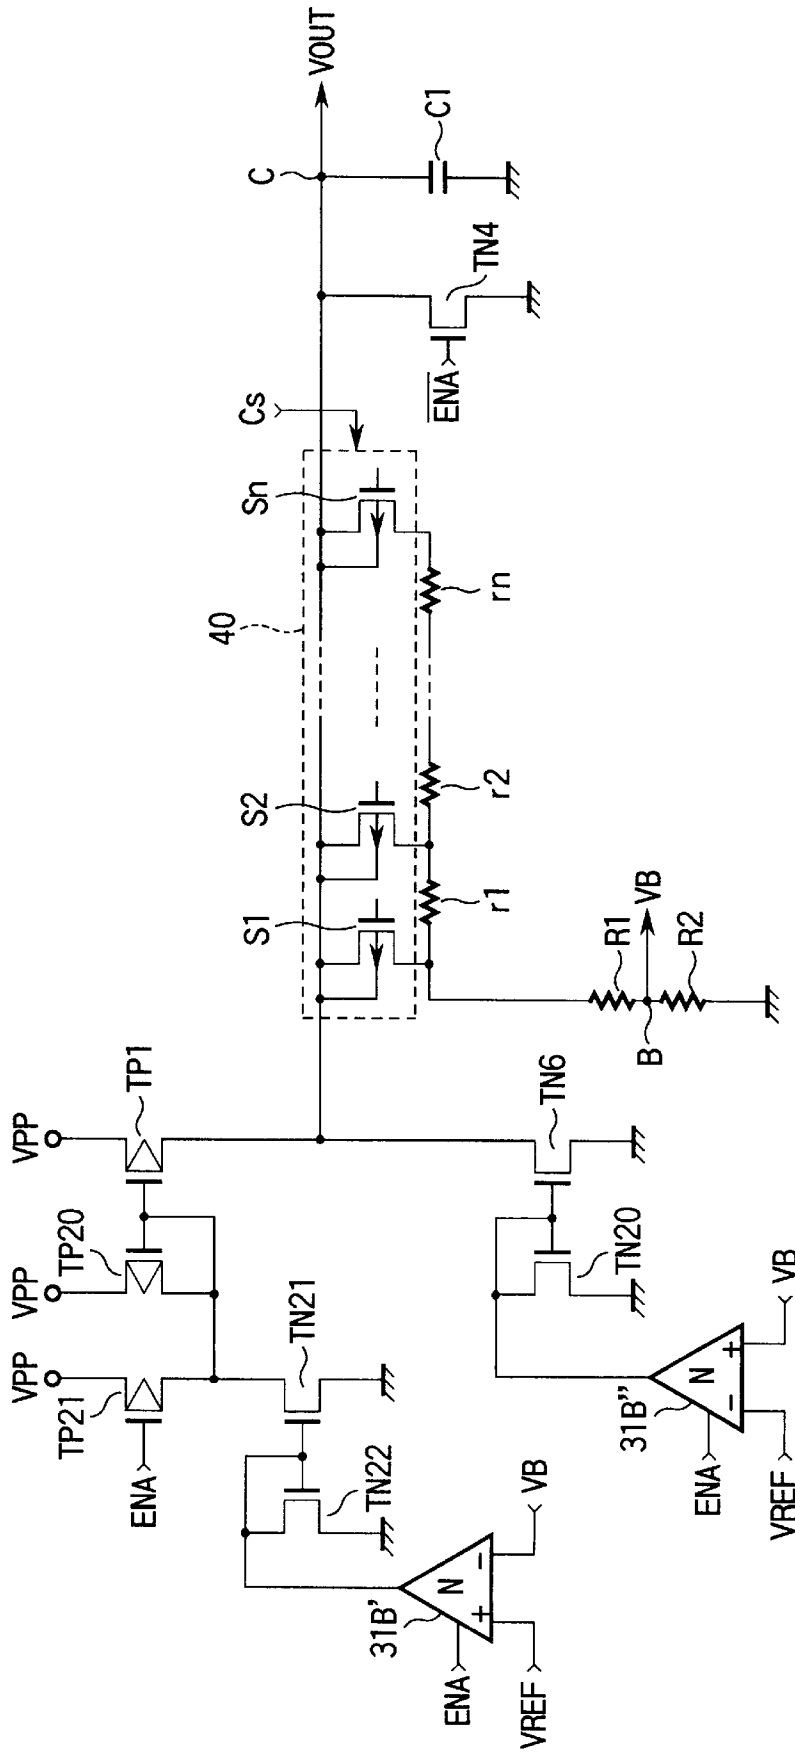 VPP
VPP
VPP
TP21
TP20
TP1
ENA
TN21
TN22
31B'
N
+
−
ENA
VREF
VB
TN20
TN6
31B"
N
−
+
ENA
VREF
VB
40
S1
S2
Sn
Cs
r1
r2
rn
R1
B
VB
R2
ENA
TN4
C
C1
VOUT